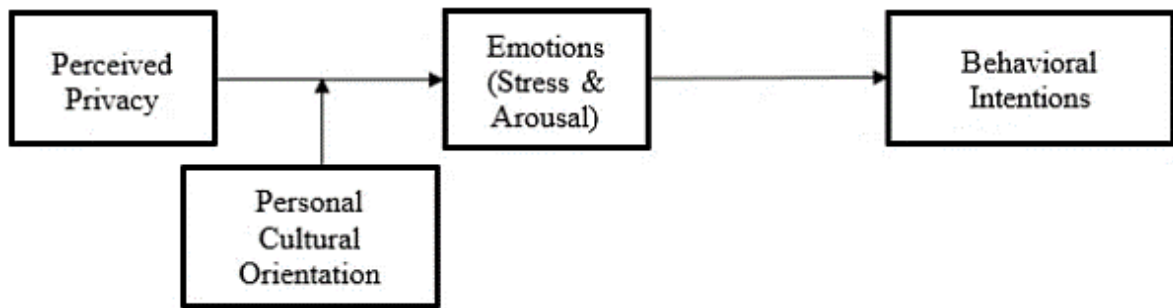 Perceived
Privacy
Emotions
(Stress &
Arousal)
Behavioral
Intentions
Personal
Cultural
Orientation